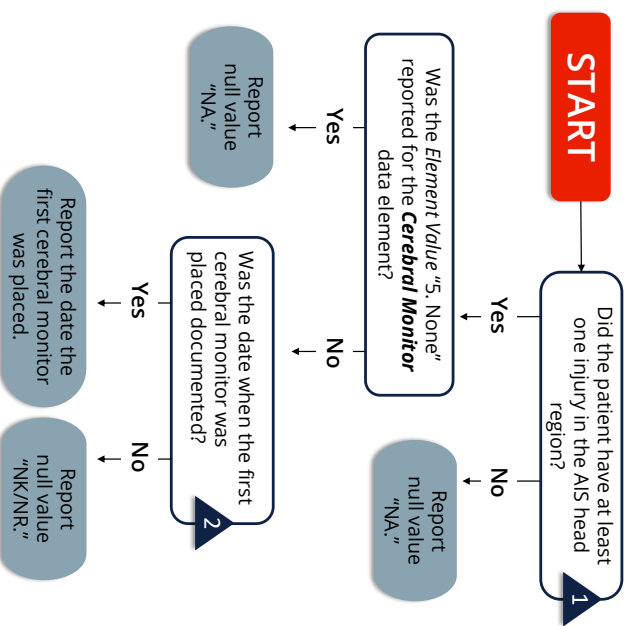 START
Did the patient have at least
one injury in the AIS head
region?
1
Yes
No
Was the Element Value “5. None”
reported for the Cerebral Monitor
data element?
Report
null value
“NA.”
Yes
No
Report
null value
“NA.”
Was the date when the first
cerebral monitor was
placed documented?
2
Yes
No
Report the date the
first cerebral monitor
was placed.
Report
null value
“NK/NR.”